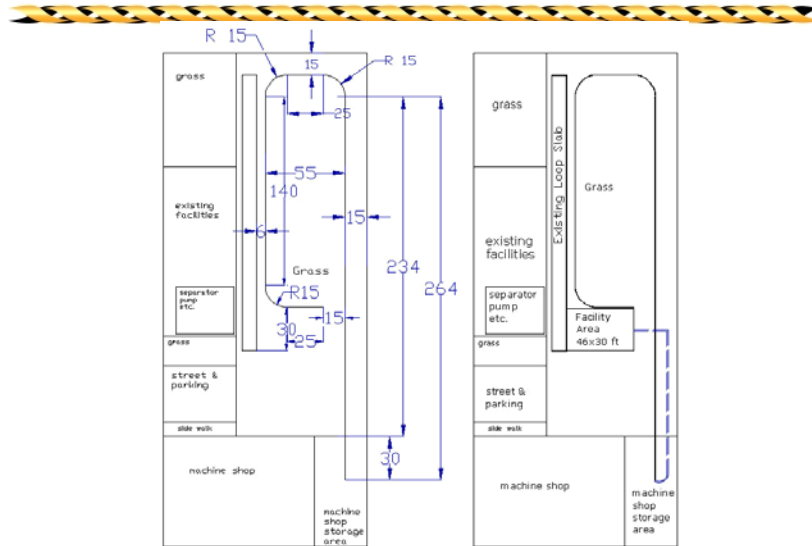 R 15
15
R 15
grass
25
55
140
15
existing
facilities
6
234
264
Grass
separator
pump
etc.
R15
15
30
25
grass
street &
parking
side walk
30
machine shop
machine
shop
storage
area
grass
Existing Loop Slab
Grass
existing
facilities
separator
pump
etc.
Facility
Area
46x30 ft
grass
street &
parking
side walk
machine shop
machine
shop
storage
area